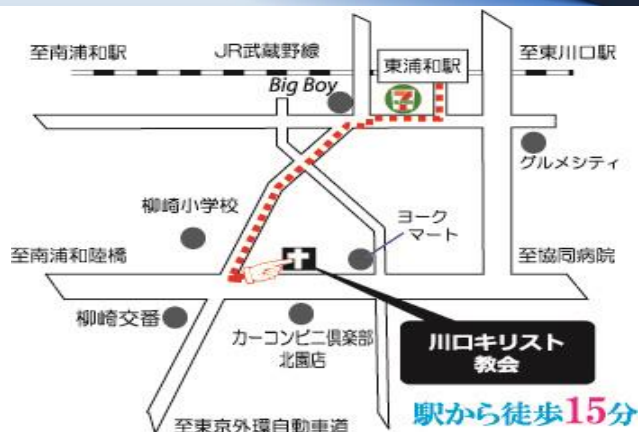 至南浦和駅
JR武蔵野線
東浦和駅
至東川口駅
Big Boy
7
グルメシティ
柳崎小学校
ヨーク
マート
至南浦和陸橋
至協同病院
柳崎交番
カーコンビニ倶楽部
北園店
川口キリスト
教会
駅から徒歩15分
至東京外環自動車道